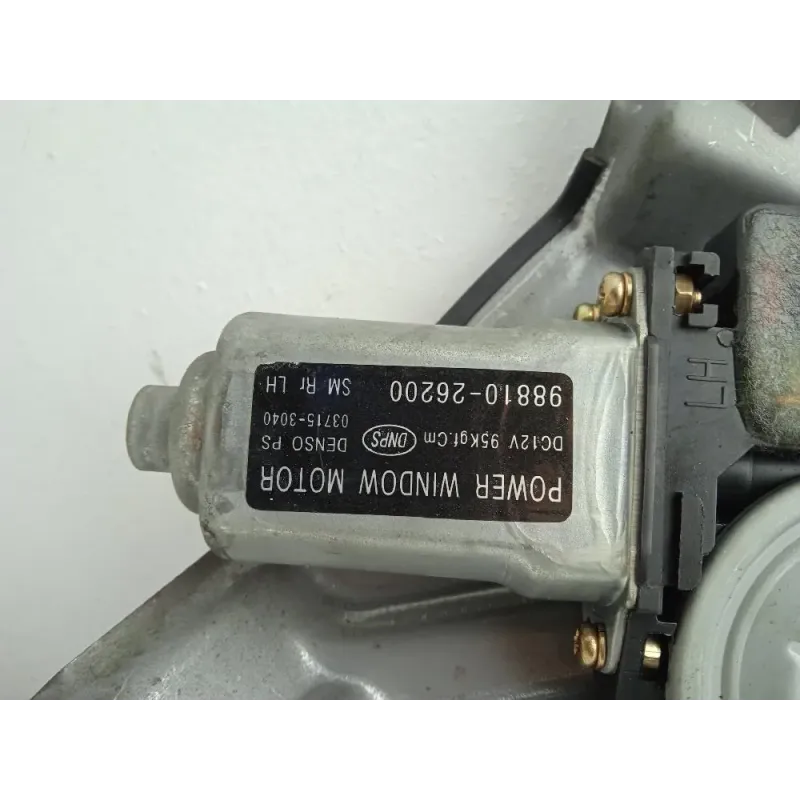 POWER WINDOW MOTOR
DC12V 95Kgf.Cm DNPS DENSO PS
03715-3040
98810-26200 SM Rr LH
LH